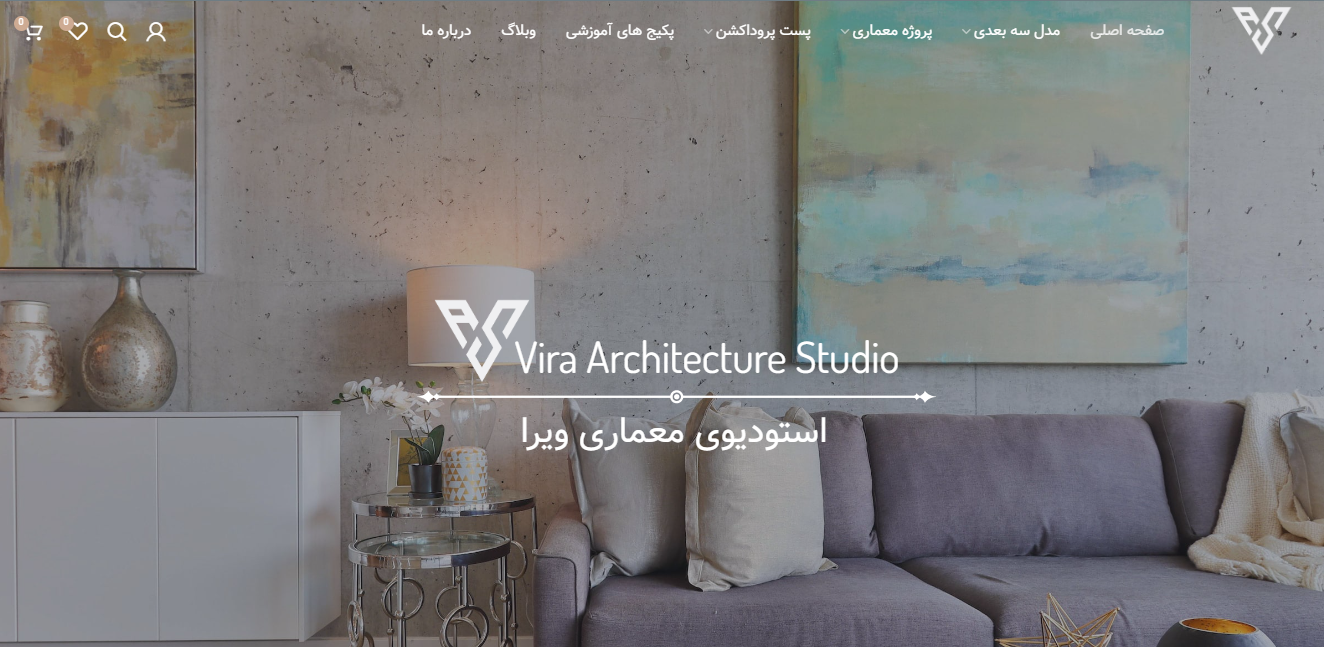 صفحه اصلی
مدل سه بعدی
پروژه معماری
پست پروداکشن
پکیج های آموزشی
وبلاگ
درباره ما
0
0
Vira Architecture Studio
استودیوی معماری ویرا